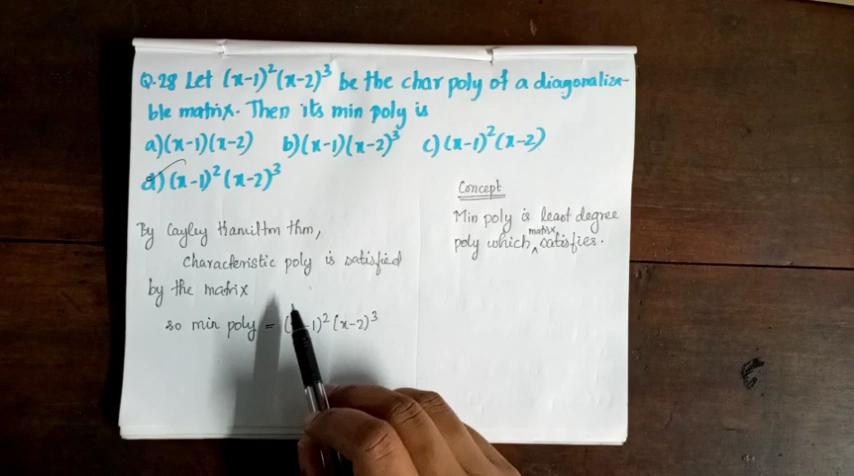 Q.28 Let (x-1)²(x-2)³ be the char poly of a diagonaliza-
ble matrix. Then its min poly is
a)(x-1)(x-2) b)(x-1)(x-2)³ c)(x-1)²(x-2)
d)(x-1)²(x-2)³
By Cayley Hamilton thm,
characteristic poly is satisfied
by the matrix
so min poly = ( -1)²(x-2)³
Concept
Min poly is least degree
poly which matrix satisfies.